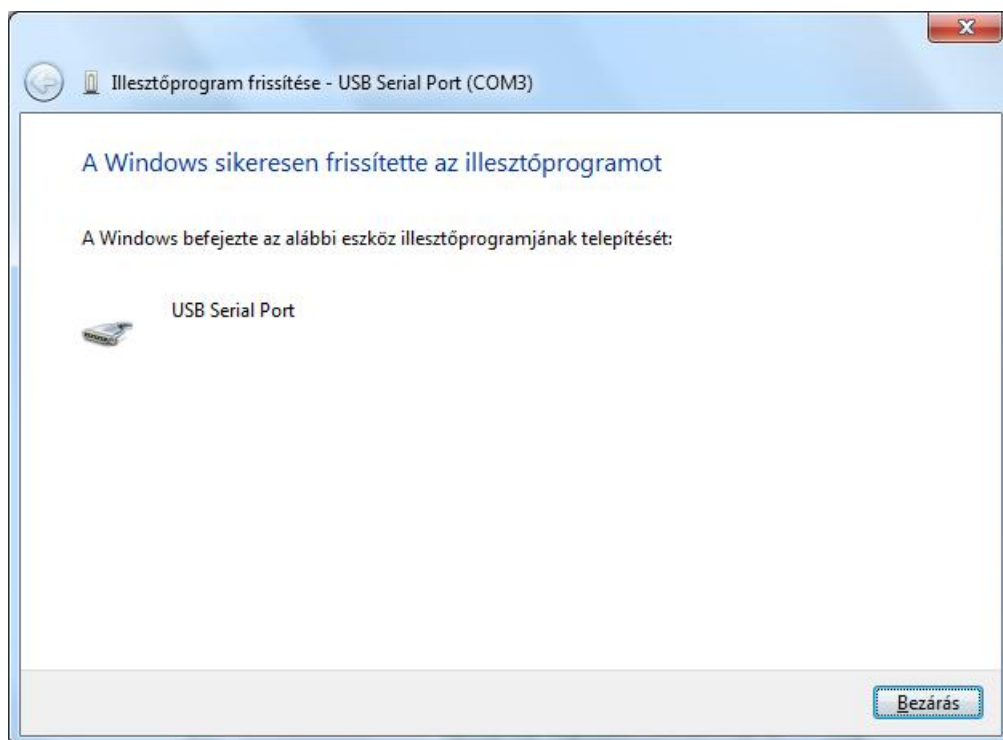 Illesztőprogram frissítése - USB Serial Port (COM3)
A Windows sikeresen frissítette az illesztőprogramot
A Windows befejezte az alábbi eszköz illesztőprogramjának telepítését:
USB Serial Port
Bezárás